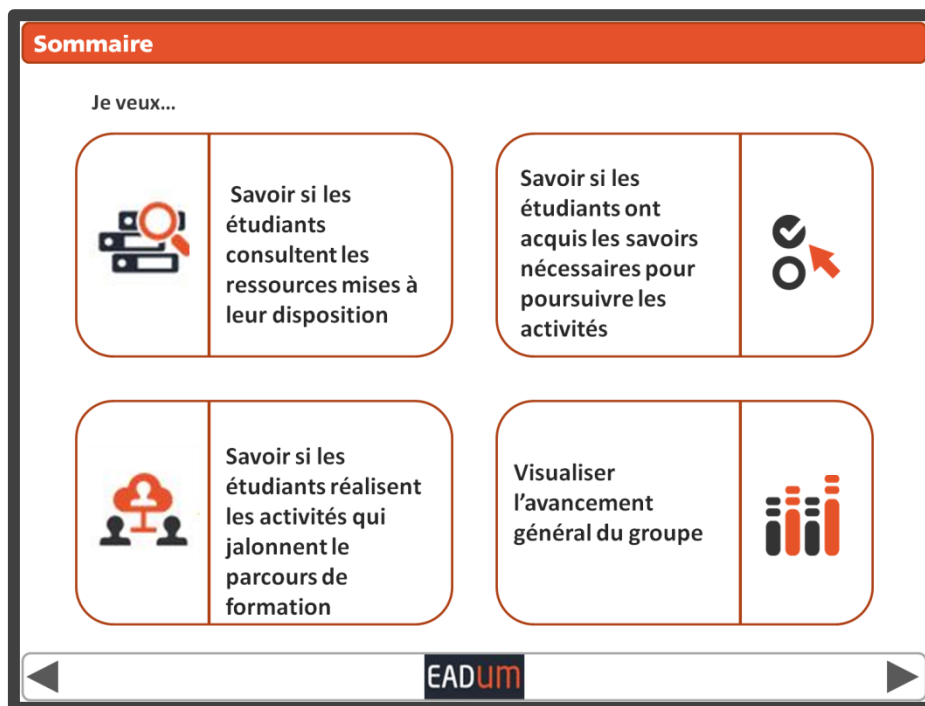 Sommaire
Je veux...
Savoir si les
étudiants
consultent les
ressources mises à
leur disposition
Savoir si les
étudiants ont
acquis les savoirs
nécessaires pour
poursuivre les
activités
Savoir si les
étudiants réalisent
les activités qui
jalonnent le
parcours de
formation
Visualiser
l’avancement
général du groupe
EADum